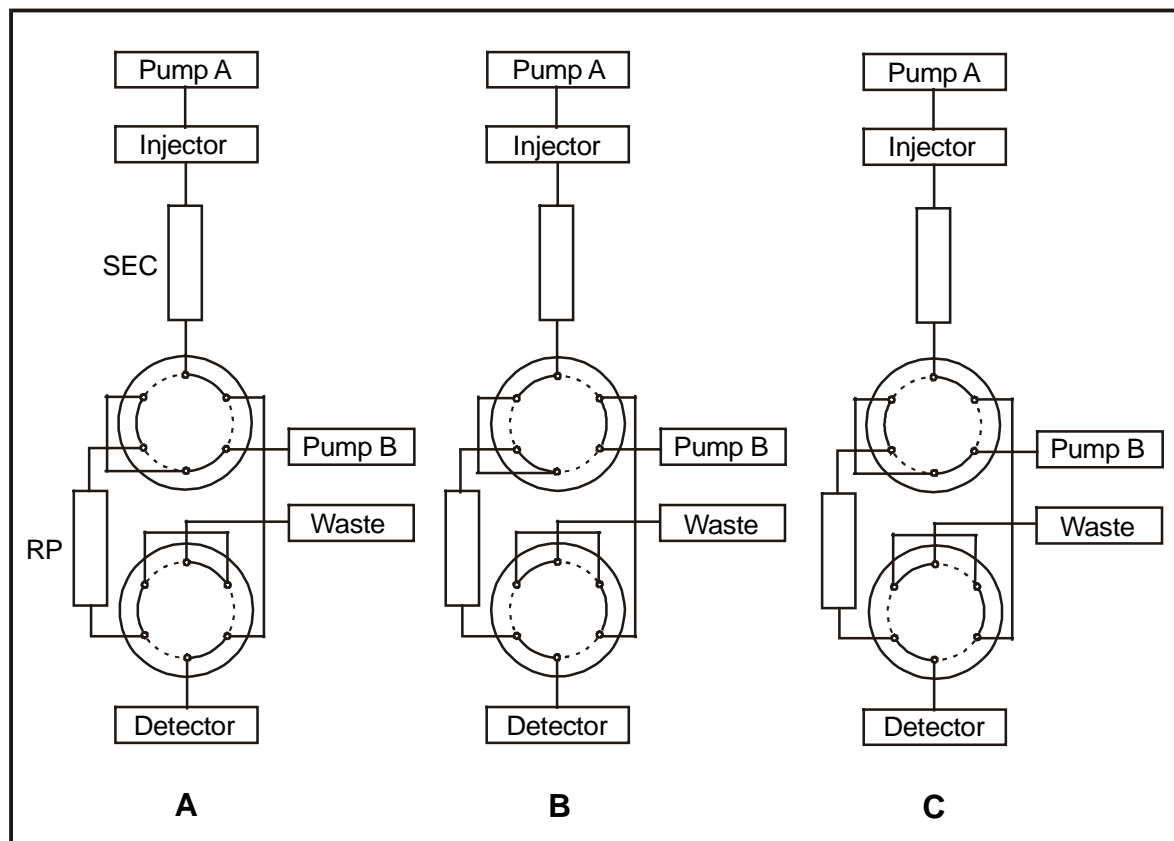 Pump A
Injector
SEC
Pump B
Waste
RP
Detector
A
Pump A
Injector
Pump B
Waste
Detector
B
Pump A
Injector
Pump B
Waste
Detector
C